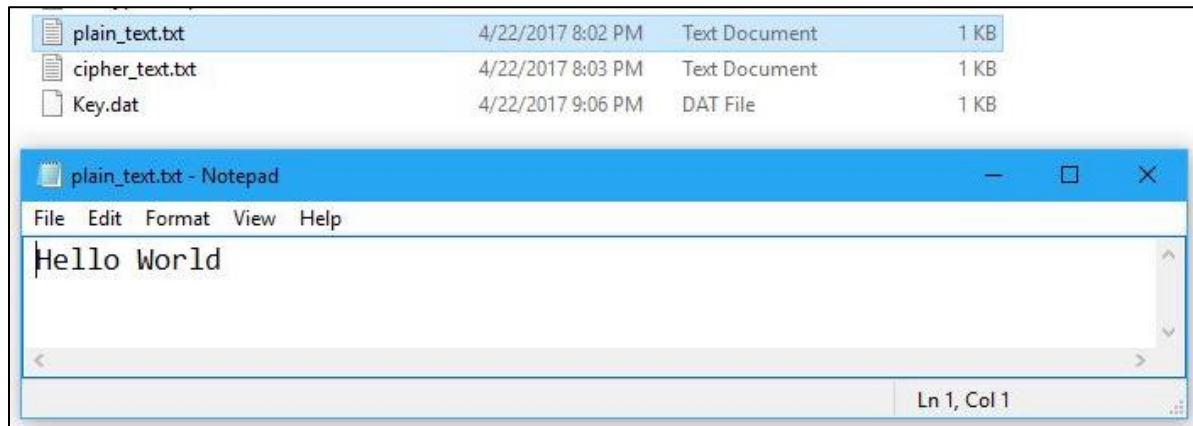 plain_text.txt 4/22/2017 8:02 PM Text Document 1 KB
cipher_text.txt 4/22/2017 8:03 PM Text Document 1 KB
Key.dat 4/22/2017 9:06 PM DAT File 1 KB
plain_text.txt - Notepad
File Edit Format View Help
Hello World
Ln 1, Col 1